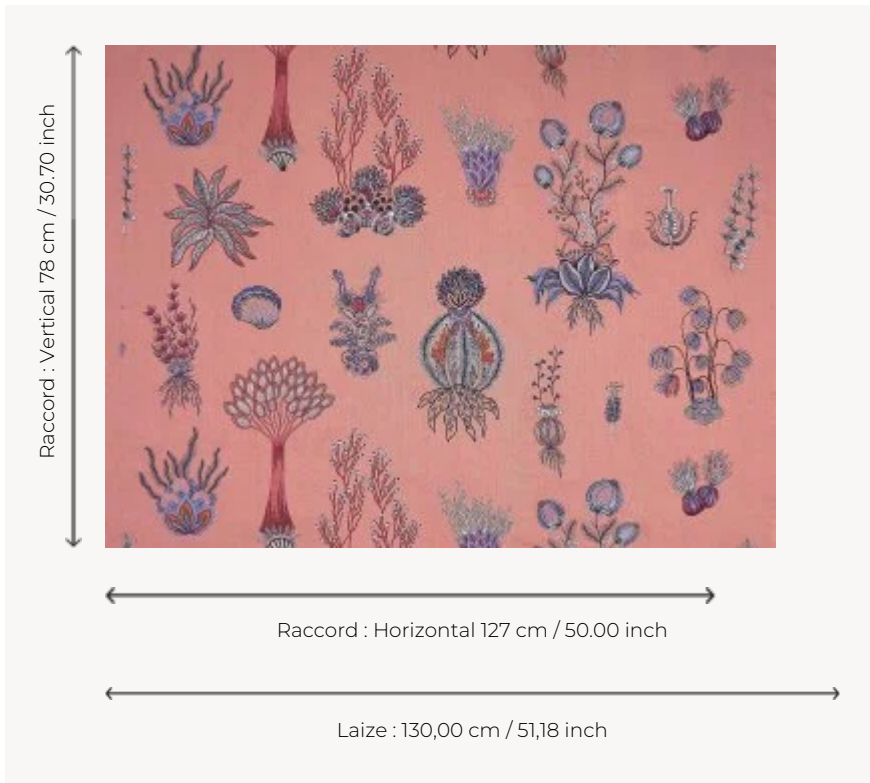 Raccord : Vertical 78 cm / 30.70 inch
Raccord : Horizontal 127 cm / 50.00 inch
Laize : 130,00 cm / 51,18 inch